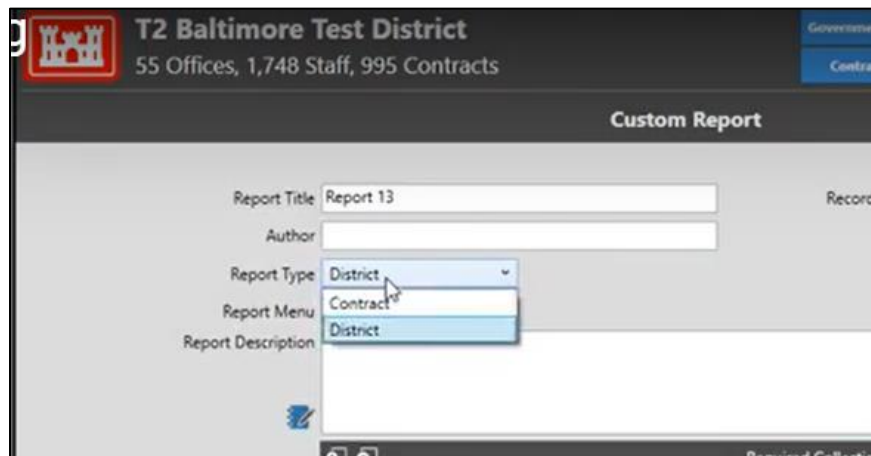 g
T2 Baltimore Test District
55 Offices, 1,748 Staff, 995 Contracts
Custom Report
Report Title Report 13
Author
Report Type District
Report Menu Contract
District
Report Description